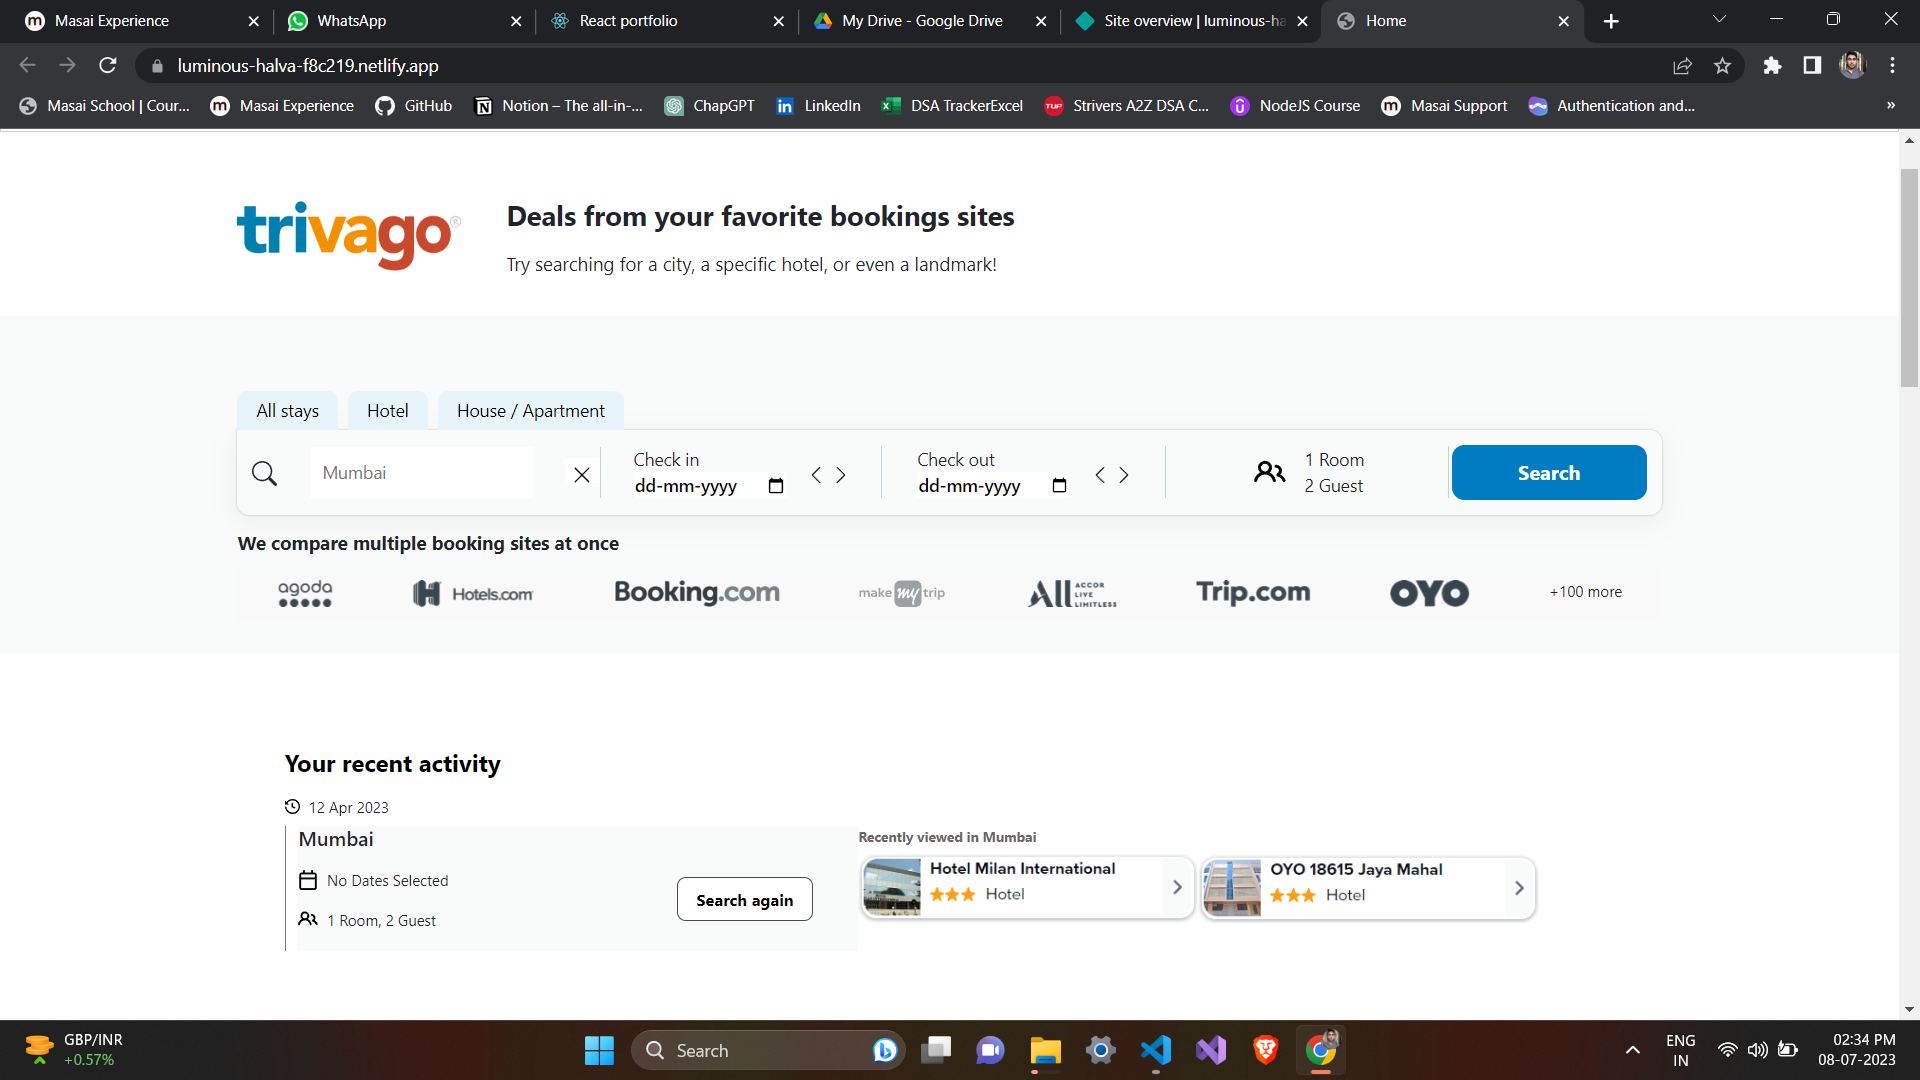 Masai Experience
WhatsApp
React portfolio
My Drive - Google Drive
Site overview | luminous-ha
Home
luminous-halva-f8c219.netlify.app
Masai School | Cour...
Masai Experience
GitHub
Notion – The all-in-...
ChapGPT
LinkedIn
DSA TrackerExcel
Strivers A2Z DSA C...
NodeJS Course
Masai Support
Authentication and...
»
trivago®
Deals from your favorite bookings sites
Try searching for a city, a specific hotel, or even a landmark!
All stays
Hotel
House / Apartment
Mumbai
Check in
dd-mm-yyyy
Check out
dd-mm-yyyy
1 Room
2 Guest
Search
We compare multiple booking sites at once
agoda
Hotels.com
Booking.com
make my trip
ALL ACCOR LIVE LIMITLESS
Trip.com
OYO
+100 more
Your recent activity
12 Apr 2023
Mumbai
No Dates Selected
1 Room, 2 Guest
Search again
Recently viewed in Mumbai
Hotel Milan International
Hotel
OYO 18615 Jaya Mahal
Hotel
GBP/INR
+0.57%
Search
ENG
IN
02:34 PM
08-07-2023